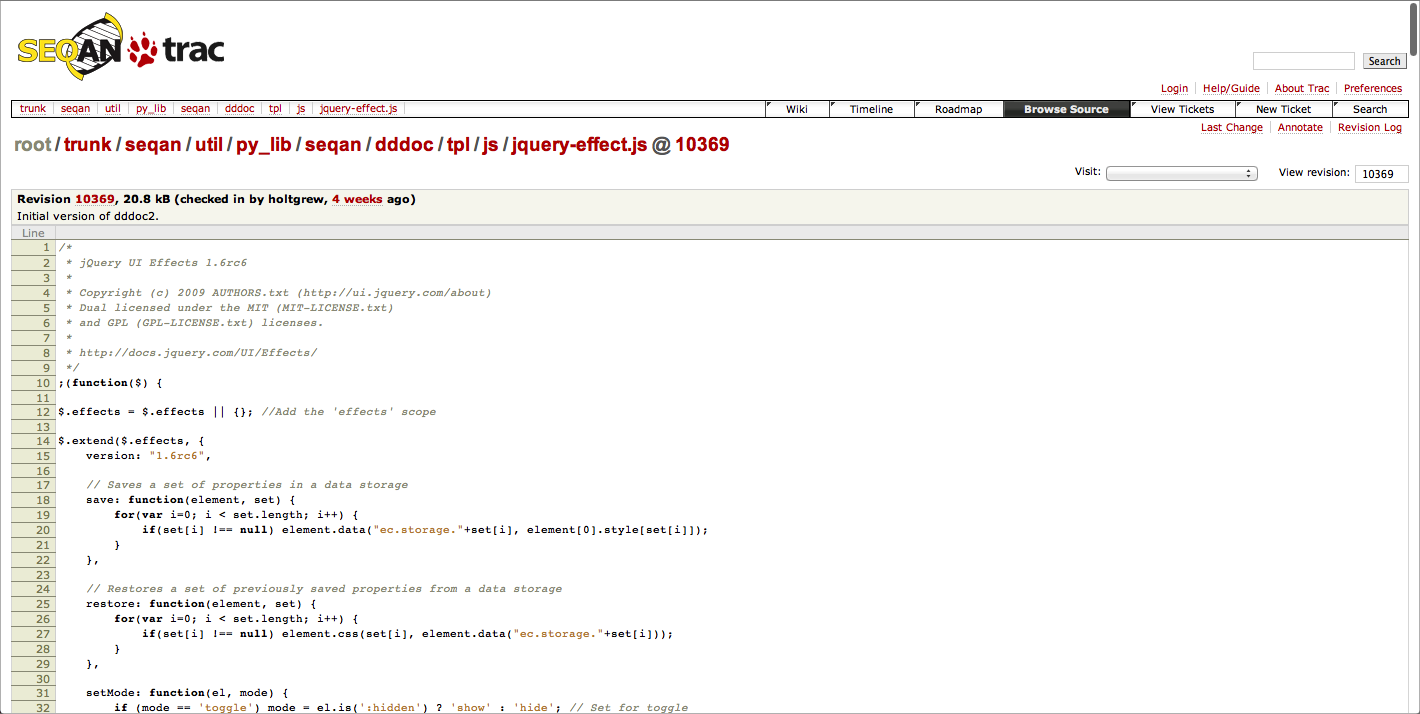 SEQAN trac
Search
Login Help/Guide About Trac Preferences
trunk seqan util py_lib seqan dddoc tpl js jquery-effect.js Wiki Timeline Roadmap Browse Source View Tickets New Ticket Search
Last Change Annotate Revision Log
root / trunk / seqan / util / py_lib / seqan / dddoc / tpl / js / jquery-effect.js @ 10369
Visit: View revision: 10369
Revision 10369, 20.8 kB (checked in by holtgrew, 4 weeks ago)
Initial version of dddoc2.
Line
1 /*
2 * jQuery UI Effects 1.6rc6
3 *
4 * Copyright (c) 2009 AUTHORS.txt (http://ui.jquery.com/about)
5 * Dual licensed under the MIT (MIT-LICENSE.txt)
6 * and GPL (GPL-LICENSE.txt) licenses.
7 *
8 * http://docs.jquery.com/UI/Effects/
9 */
10 ;(function($) {
11
12 $.effects = $.effects || {}; //Add the 'effects' scope
13
14 $.extend($.effects, {
15 version: "1.6rc6",
16
17 // Saves a set of properties in a data storage
18 save: function(element, set) {
19 for(var i=0; i < set.length; i++) {
20 if(set[i] !== null) element.data("ec.storage."+set[i], element[0].style[set[i]]);
21 }
22 },
23
24 // Restores a set of previously saved properties from a data storage
25 restore: function(element, set) {
26 for(var i=0; i < set.length; i++) {
27 if(set[i] !== null) element.css(set[i], element.data("ec.storage."+set[i]));
28 }
29 },
30
31 setMode: function(el, mode) {
32 if (mode == 'toggle') mode = el.is(':hidden') ? 'show' : 'hide'; // Set for toggle